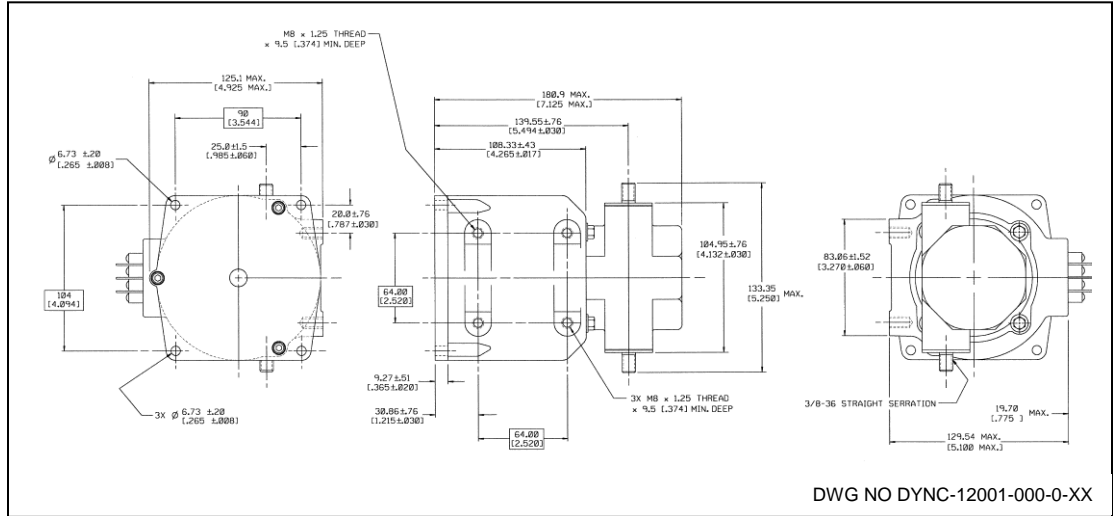 M8 x 1.25 THREAD
x 9.5 [.374] MIN. DEEP
125.1 MAX.
[4.925 MAX.]
90
[3.544]
25.0±1.5
[.985±.060]
Ø 6.73 ±.20
[.265 ±.008]
20.0±.76
[.787±.030]
104
[4.094]
3X Ø 6.73 ±.20
[.265 ±.008]
180.9 MAX.
[7.125 MAX.]
139.55±.76
[5.494±.030]
108.33±.43
[4.265±.017]
64.00
[2.520]
104.95±.76
[4.132±.030]
133.35
[5.250] MAX.
9.27±.51
[.365±.020]
30.86±.76
[1.215±.030]
64.00
[2.520]
3X M8 x 1.25 THREAD
x 9.5 [.374] MIN. DEEP
83.06±1.52
[3.270±.060]
3/8-36 STRAIGHT SERRATION
19.70
[.775 ] MAX.
129.54 MAX.
[5.100 MAX.]
DWG NO DYNC-12001-000-0-XX